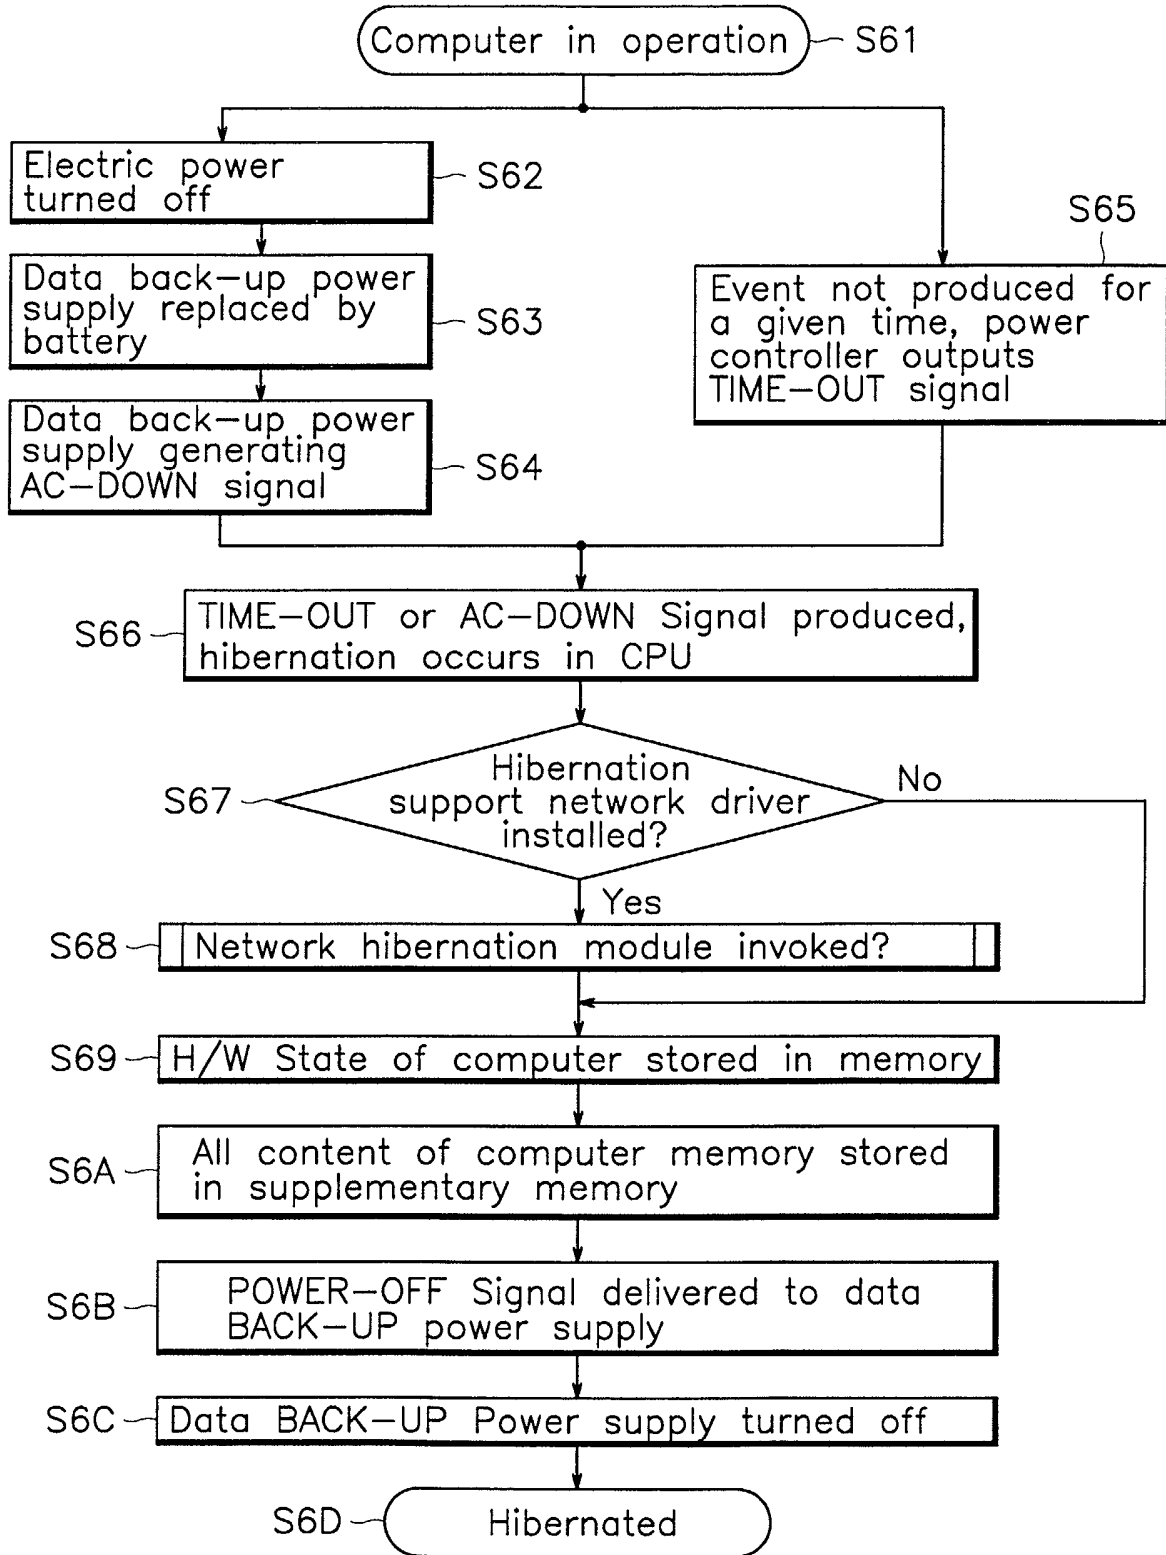 Computer in operation
S61
Electric power
turned off
S62
Data back-up power
supply replaced by
battery
S63
Data back-up power
supply generating
AC-DOWN signal
S64
S65
Event not produced for
a given time, power
controller outputs
TIME-OUT signal
S66
TIME-OUT or AC-DOWN Signal produced,
hibernation occurs in CPU
S67
Hibernation
support network driver
installed?
No
Yes
S68
Network hibernation module invoked?
S69
H/W State of computer stored in memory
S6A
All content of computer memory stored
in supplementary memory
S6B
POWER-OFF Signal delivered to data
BACK-UP power supply
S6C
Data BACK-UP Power supply turned off
S6D
Hibernated